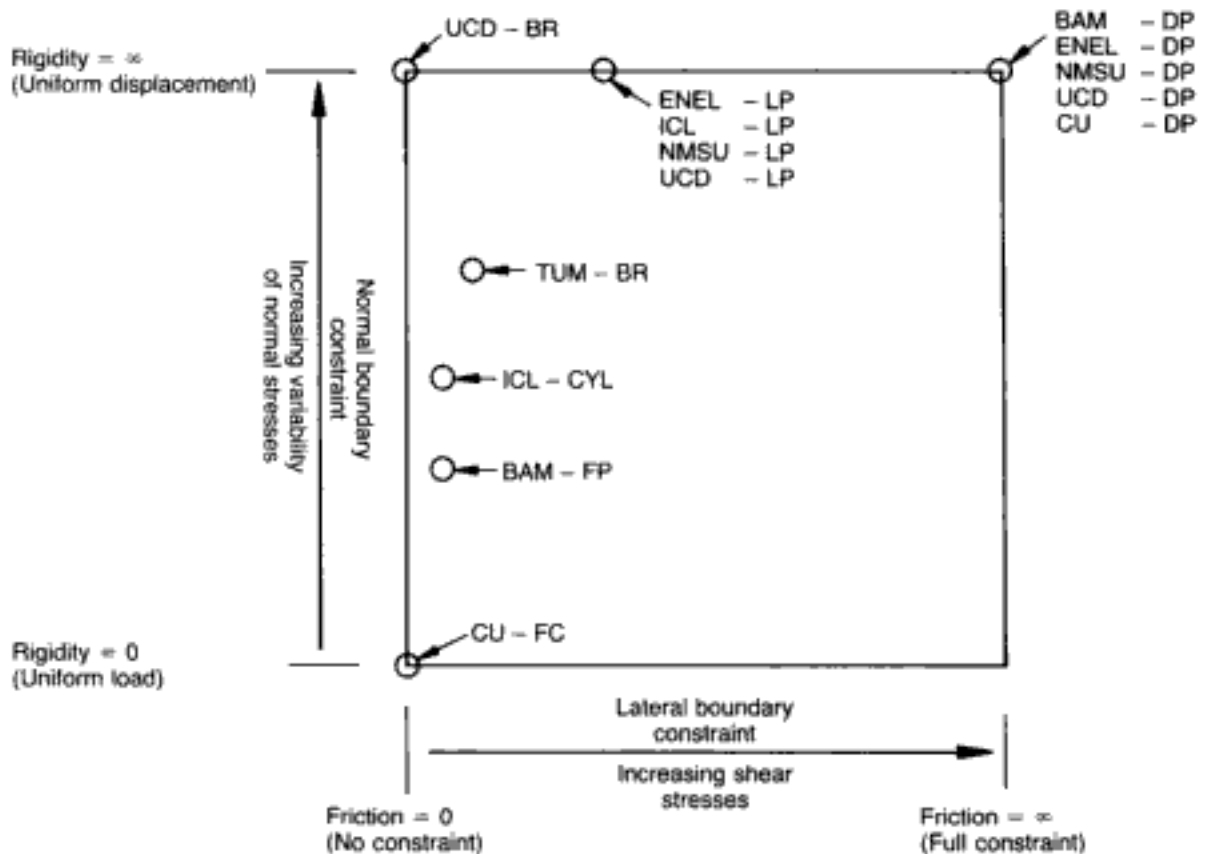 UCD – BR
Rigidity = ∞
(Uniform displacement)
BAM – DP
ENEL – DP
NMSU – DP
UCD – DP
CU – DP
ENEL – LP
ICL – LP
NMSU – LP
UCD – LP
TUM – BR
ICL – CYL
BAM – FP
CU – FC
Normal boundary
constraint
Increasing variability
of normal stresses
Rigidity = 0
(Uniform load)
Lateral boundary
constraint
Increasing shear
stresses
Friction = 0
(No constraint)
Friction = ∞
(Full constraint)